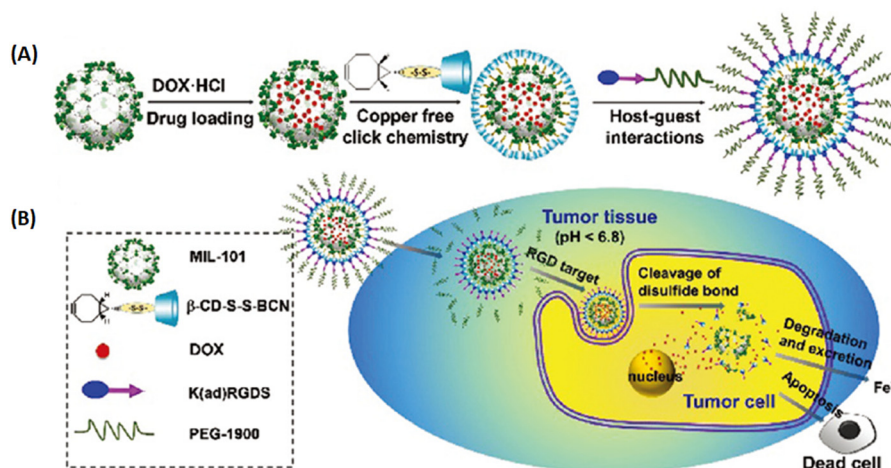 (A)
DOX·HCl
Drug loading
H
-S-S-
H
Copper free
click chemistry
Host-guest
interactions
(B)
MIL-101
H
-S-S-
H
β-CD-S-S-BCN
DOX
K(ad)RGDS
PEG-1900
Tumor tissue
(pH < 6.8)
RGD target
Cleavage of
disulfide bond
Degradation
and excretion
Fe
nucleus
Apoptosis
Tumor cell
Dead cell